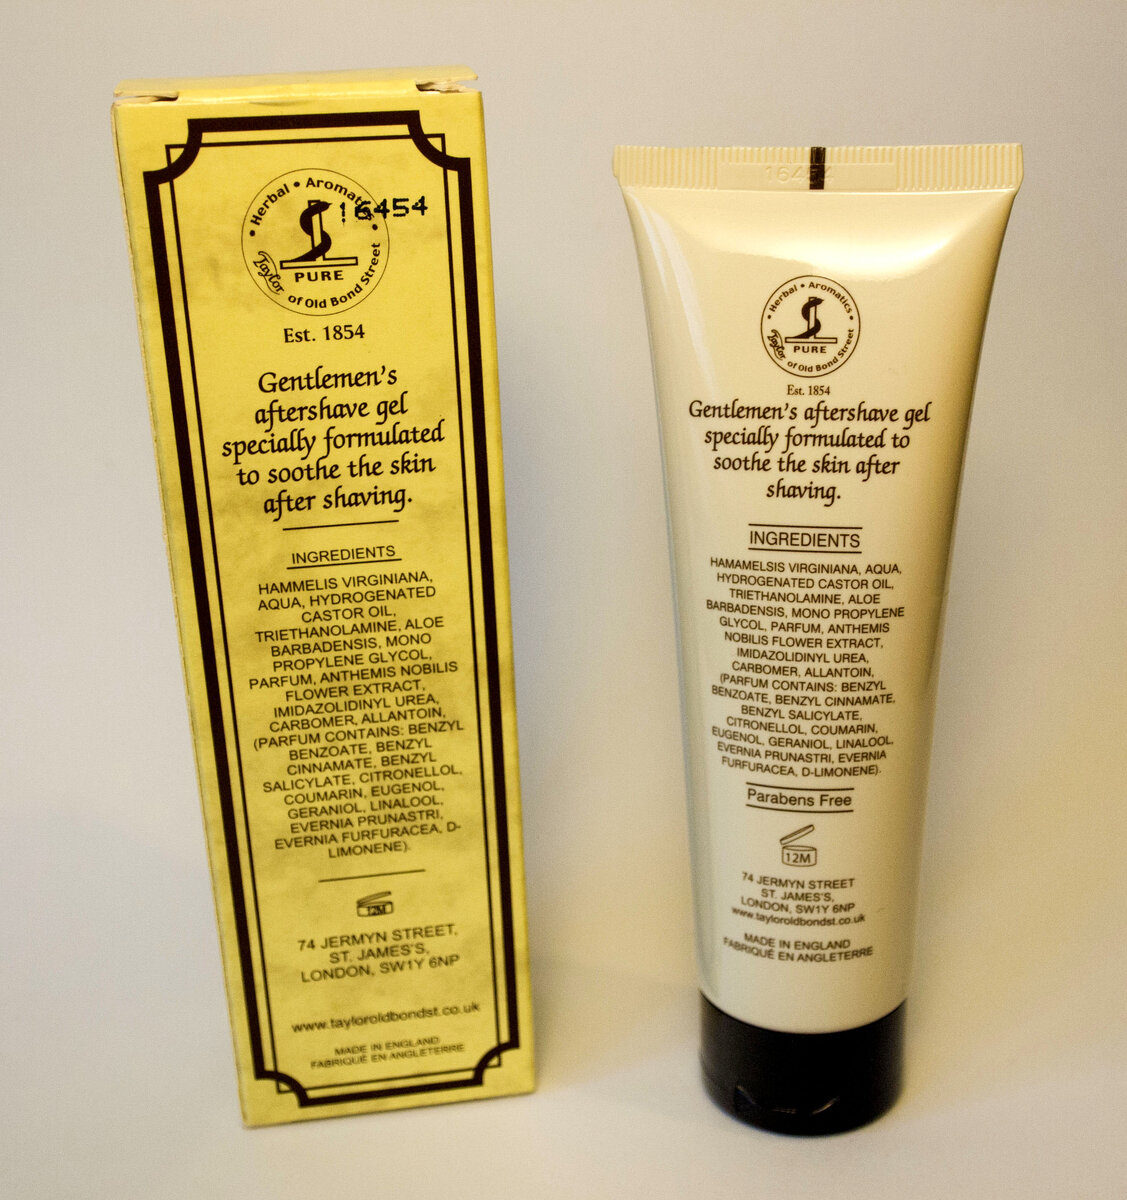 Herbal • Aromatics
16454
PURE
Taylor of Old Bond Street
Est. 1854
Gentlemen's
aftershave gel
specially formulated
to soothe the skin
after shaving.
INGREDIENTS
HAMMELIS VIRGINIANA,
AQUA, HYDROGENATED
CASTOR OIL,
TRIETHANOLAMINE, ALOE
BARBADENSIS, MONO
PROPYLENE GLYCOL,
PARFUM, ANTHEMIS NOBILIS
FLOWER EXTRACT,
IMIDAZOLIDINYL UREA,
CARBOMER, ALLANTOIN,
(PARFUM CONTAINS: BENZYL
BENZOATE, BENZYL
CINNAMATE, BENZYL
SALICYLATE, CITRONELLOL,
COUMARIN, EUGENOL,
GERANIOL, LINALOOL,
EVERNIA PRUNASTRI,
EVERNIA FURFURACEA, D-
LIMONENE).
12M
74 JERMYN STREET,
ST. JAMES'S,
LONDON, SW1Y 6NP
www.tayloroldbondst.co.uk
MADE IN ENGLAND
FABRIQUÉ EN ANGLETERRE
16454
Herbal • Aromatics
PURE
Taylor of Old Bond Street
Est. 1854
Gentlemen's aftershave gel
specially formulated to
soothe the skin after
shaving.
INGREDIENTS
HAMAMELSIS VIRGINIANA, AQUA,
HYDROGENATED CASTOR OIL,
TRIETHANOLAMINE, ALOE
BARBADENSIS, MONO PROPYLENE
GLYCOL, PARFUM, ANTHEMIS
NOBILIS FLOWER EXTRACT,
IMIDAZOLIDINYL UREA,
CARBOMER, ALLANTOIN,
(PARFUM CONTAINS: BENZYL
BENZOATE, BENZYL CINNAMATE,
BENZYL SALICYLATE,
CITRONELLOL, COUMARIN,
EUGENOL, GERANIOL, LINALOOL,
EVERNIA PRUNASTRI, EVERNIA
FURFURACEA, D-LIMONENE).
Parabens Free
12M
74 JERMYN STREET
ST. JAMES'S,
LONDON, SW1Y 6NP
www.tayloroldbondst.co.uk
MADE IN ENGLAND
FABRIQUÉ EN ANGLETERRE